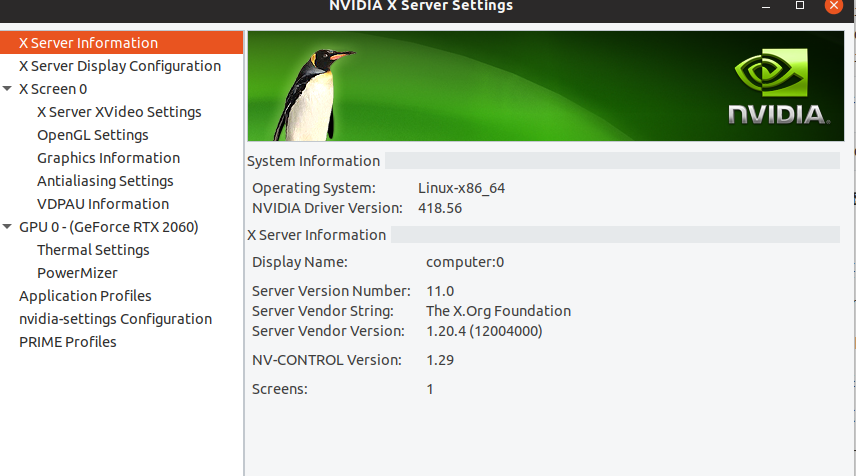 NVIDIA X Server Settings
X Server Information
X Server Display Configuration
X Screen 0
X Server XVideo Settings
OpenGL Settings
Graphics Information
Antialiasing Settings
VDPAU Information
GPU 0 - (GeForce RTX 2060)
Thermal Settings
PowerMizer
Application Profiles
nvidia-settings Configuration
PRIME Profiles
NVIDIA.
System Information
Operating System: Linux-x86_64
NVIDIA Driver Version: 418.56
X Server Information
Display Name: computer:0
Server Version Number: 11.0
Server Vendor String: The X.Org Foundation
Server Vendor Version: 1.20.4 (12004000)
NV-CONTROL Version: 1.29
Screens: 1